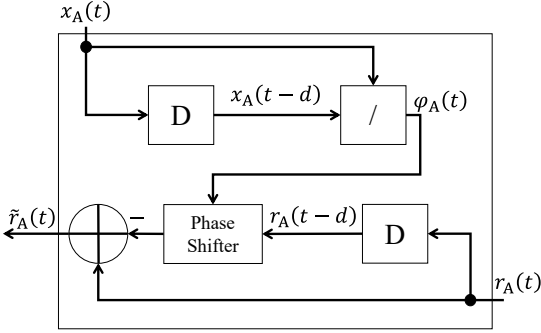 x_A(t)
D
x_A(t − d)
/
φ_A(t)
r̃_A(t)
−
Phase
Shifter
r_A(t − d)
D
r_A(t)